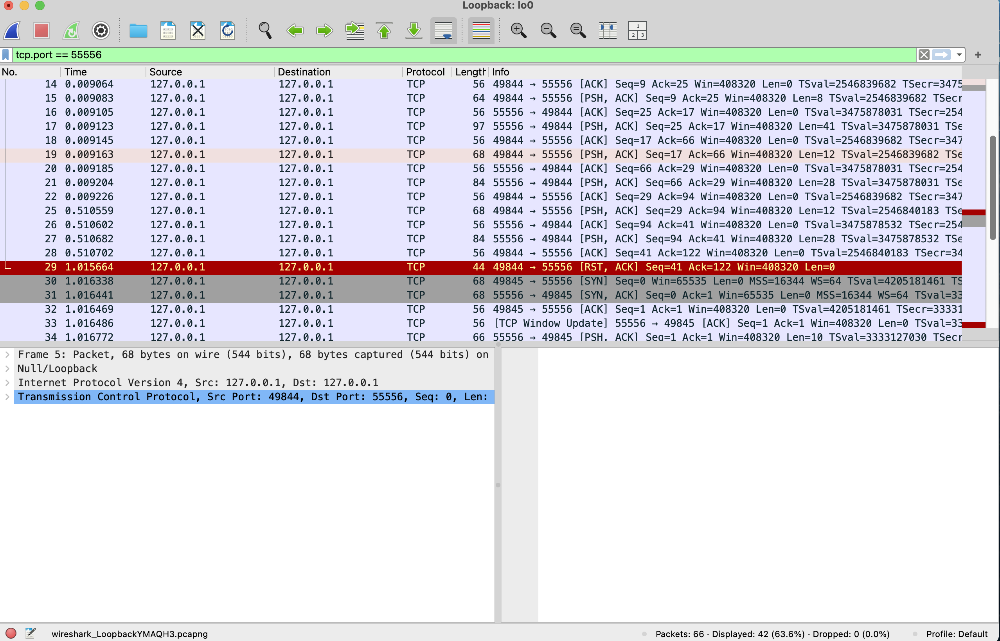 Loopback: lo0
tcp.port == 55556
No. Time Source Destination Protocol Length Info
14 0.009064 127.0.0.1 127.0.0.1 TCP 56 49844 → 55556 [ACK] Seq=9 Ack=25 Win=408320 Len=0 TSval=2546839682 TSecr=3475
15 0.009083 127.0.0.1 127.0.0.1 TCP 64 49844 → 55556 [PSH, ACK] Seq=9 Ack=25 Win=408320 Len=8 TSval=2546839682 TSecr
16 0.009105 127.0.0.1 127.0.0.1 TCP 56 55556 → 49844 [ACK] Seq=25 Ack=17 Win=408320 Len=0 TSval=3475878031 TSecr=254
17 0.009123 127.0.0.1 127.0.0.1 TCP 97 55556 → 49844 [PSH, ACK] Seq=25 Ack=17 Win=408320 Len=41 TSval=3475878031 TSe
18 0.009145 127.0.0.1 127.0.0.1 TCP 56 49844 → 55556 [ACK] Seq=17 Ack=66 Win=408320 Len=0 TSval=2546839682 TSecr=347
19 0.009163 127.0.0.1 127.0.0.1 TCP 68 49844 → 55556 [PSH, ACK] Seq=17 Ack=66 Win=408320 Len=12 TSval=2546839682 TSe
20 0.009185 127.0.0.1 127.0.0.1 TCP 56 55556 → 49844 [ACK] Seq=66 Ack=29 Win=408320 Len=0 TSval=3475878031 TSecr=254
21 0.009204 127.0.0.1 127.0.0.1 TCP 84 55556 → 49844 [PSH, ACK] Seq=66 Ack=29 Win=408320 Len=28 TSval=3475878031 TSe
22 0.009226 127.0.0.1 127.0.0.1 TCP 56 49844 → 55556 [ACK] Seq=29 Ack=94 Win=408320 Len=0 TSval=2546839682 TSecr=347
25 0.510559 127.0.0.1 127.0.0.1 TCP 68 49844 → 55556 [PSH, ACK] Seq=29 Ack=94 Win=408320 Len=12 TSval=2546840183 TSe
26 0.510602 127.0.0.1 127.0.0.1 TCP 56 55556 → 49844 [ACK] Seq=94 Ack=41 Win=408320 Len=0 TSval=3475878532 TSecr=254
27 0.510682 127.0.0.1 127.0.0.1 TCP 84 55556 → 49844 [PSH, ACK] Seq=94 Ack=41 Win=408320 Len=28 TSval=3475878532 TSe
28 0.510702 127.0.0.1 127.0.0.1 TCP 56 49844 → 55556 [ACK] Seq=41 Ack=122 Win=408320 Len=0 TSval=2546840183 TSecr=34
29 1.015664 127.0.0.1 127.0.0.1 TCP 44 49844 → 55556 [RST, ACK] Seq=41 Ack=122 Win=408320 Len=0
30 1.016338 127.0.0.1 127.0.0.1 TCP 68 49845 → 55556 [SYN] Seq=0 Win=65535 Len=0 MSS=16344 WS=64 TSval=4205181461 TS
31 1.016441 127.0.0.1 127.0.0.1 TCP 68 55556 → 49845 [SYN, ACK] Seq=0 Ack=1 Win=65535 Len=0 MSS=16344 WS=64 TSval=33
32 1.016469 127.0.0.1 127.0.0.1 TCP 56 49845 → 55556 [ACK] Seq=1 Ack=1 Win=408320 Len=0 TSval=4205181461 TSecr=33331
33 1.016486 127.0.0.1 127.0.0.1 TCP 56 [TCP Window Update] 55556 → 49845 [ACK] Seq=1 Ack=1 Win=408320 Len=0 TSval=33
34 1.016772 127.0.0.1 127.0.0.1 TCP 66 55556 → 49845 [PSH, ACK] Seq=1 Ack=1 Win=408320 Len=10 TSval=3333127030 TSecr
Frame 5: Packet, 68 bytes on wire (544 bits), 68 bytes captured (544 bits) on
Null/Loopback
Internet Protocol Version 4, Src: 127.0.0.1, Dst: 127.0.0.1
Transmission Control Protocol, Src Port: 49844, Dst Port: 55556, Seq: 0, Len:
wireshark_LoopbackYMAQH3.pcapng
Packets: 66 · Displayed: 42 (63.6%) · Dropped: 0 (0.0%)
Profile: Default